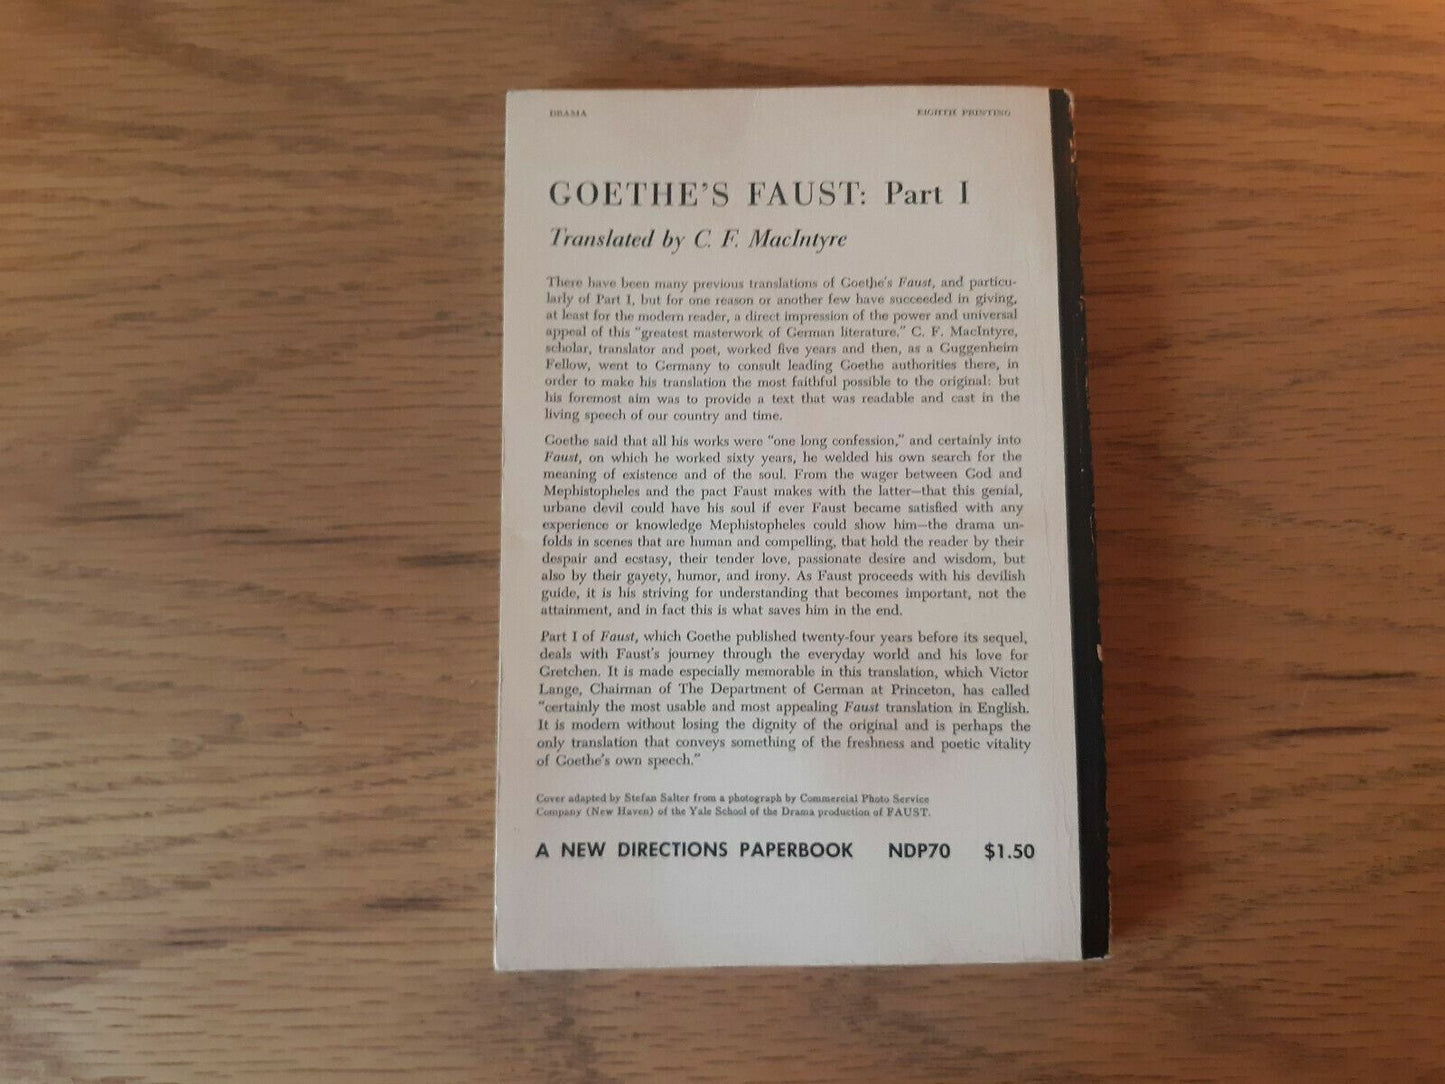 DRAMA
EIGHTH PRINTING
GOETHE'S FAUST: Part I
Translated by C. F. MacIntyre
There have been many previous translations of Goethe's Faust, and particu-
larly of Part I, but for one reason or another few have succeeded in giving,
at least for the modern reader, a direct impression of the power and universal
appeal of this "greatest masterwork of German literature." C. F. MacIntyre,
scholar, translator and poet, worked five years and then, as a Guggenheim
Fellow, went to Germany to consult leading Goethe authorities there, in
order to make his translation the most faithful possible to the original: but
his foremost aim was to provide a text that was readable and cast in the
living speech of our country and time.
Goethe said that all his works were "one long confession," and certainly into
Faust, on which he worked sixty years, he welded his own search for the
meaning of existence and of the soul. From the wager between God and
Mephistopheles and the pact Faust makes with the latter—that this genial,
urbane devil could have his soul if ever Faust became satisfied with any
experience or knowledge Mephistopheles could show him—the drama un-
folds in scenes that are human and compelling, that hold the reader by their
despair and ecstasy, their tender love, passionate desire and wisdom, but
also by their gayety, humor, and irony. As Faust proceeds with his devilish
guide, it is his striving for understanding that becomes important, not the
attainment, and in fact this is what saves him in the end.
Part I of Faust, which Goethe published twenty-four years before its sequel,
deals with Faust's journey through the everyday world and his love for
Gretchen. It is made especially memorable in this translation, which Victor
Lange, Chairman of The Department of German at Princeton, has called
"certainly the most usable and most appealing Faust translation in English.
It is modern without losing the dignity of the original and is perhaps the
only translation that conveys something of the freshness and poetic vitality
of Goethe's own speech."
Cover adapted by Stefan Salter from a photograph by Commercial Photo Service
Company (New Haven) of the Yale School of the Drama production of FAUST.
A NEW DIRECTIONS PAPERBOOK NDP70 $1.50